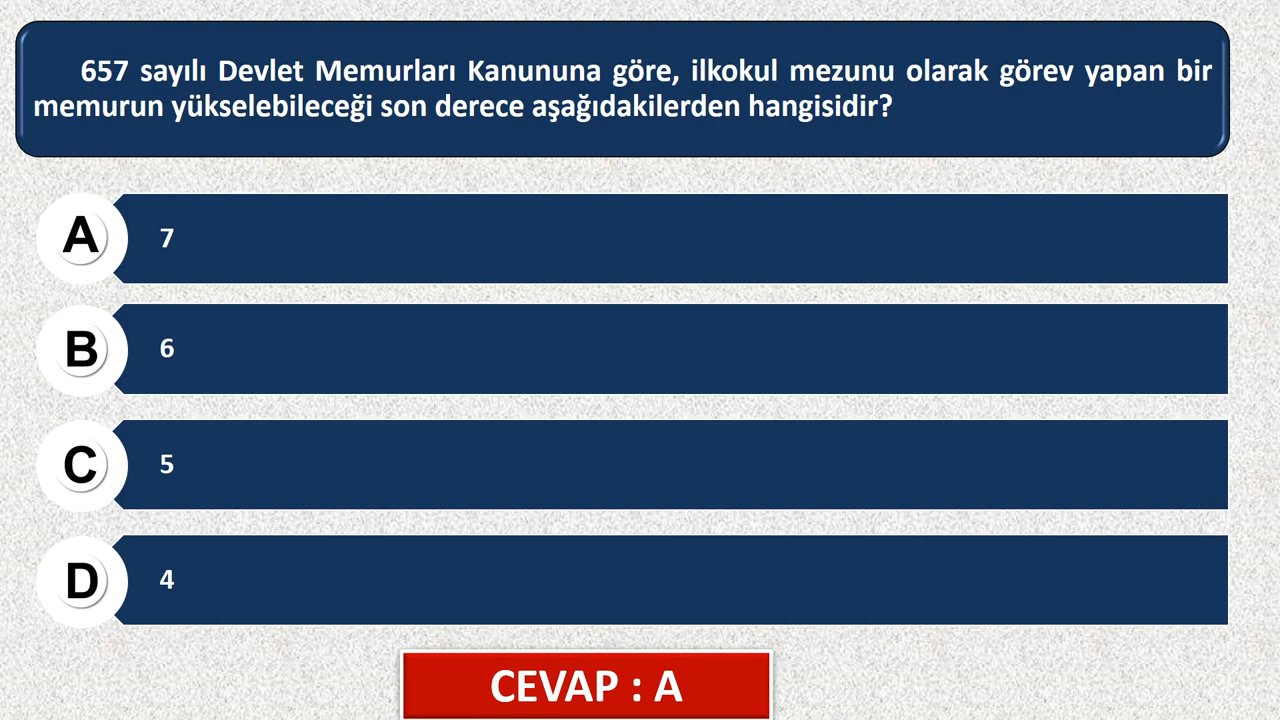 657 sayılı Devlet Memurları Kanununa göre, ilkokul mezunu olarak görev yapan bir
memurun yükselebileceği son derece aşağıdakilerden hangisidir?
A 7
B 6
C 5
D 4
CEVAP : A